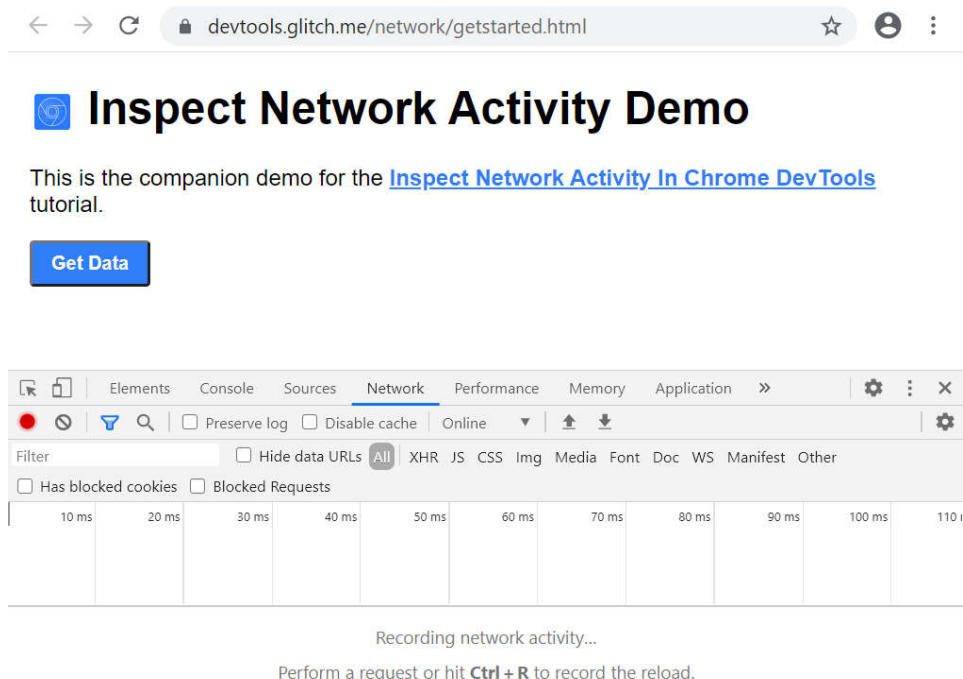 devtools.glitch.me/network/getstarted.html
Inspect Network Activity Demo
This is the companion demo for the Inspect Network Activity In Chrome DevTools
tutorial.
Get Data
Elements Console Sources Network Performance Memory Application »
Preserve log Disable cache Online
Filter Hide data URLs All XHR JS CSS Img Media Font Doc WS Manifest Other
Has blocked cookies Blocked Requests
10 ms 20 ms 30 ms 40 ms 50 ms 60 ms 70 ms 80 ms 90 ms 100 ms 110
Recording network activity...
Perform a request or hit Ctrl + R to record the reload.